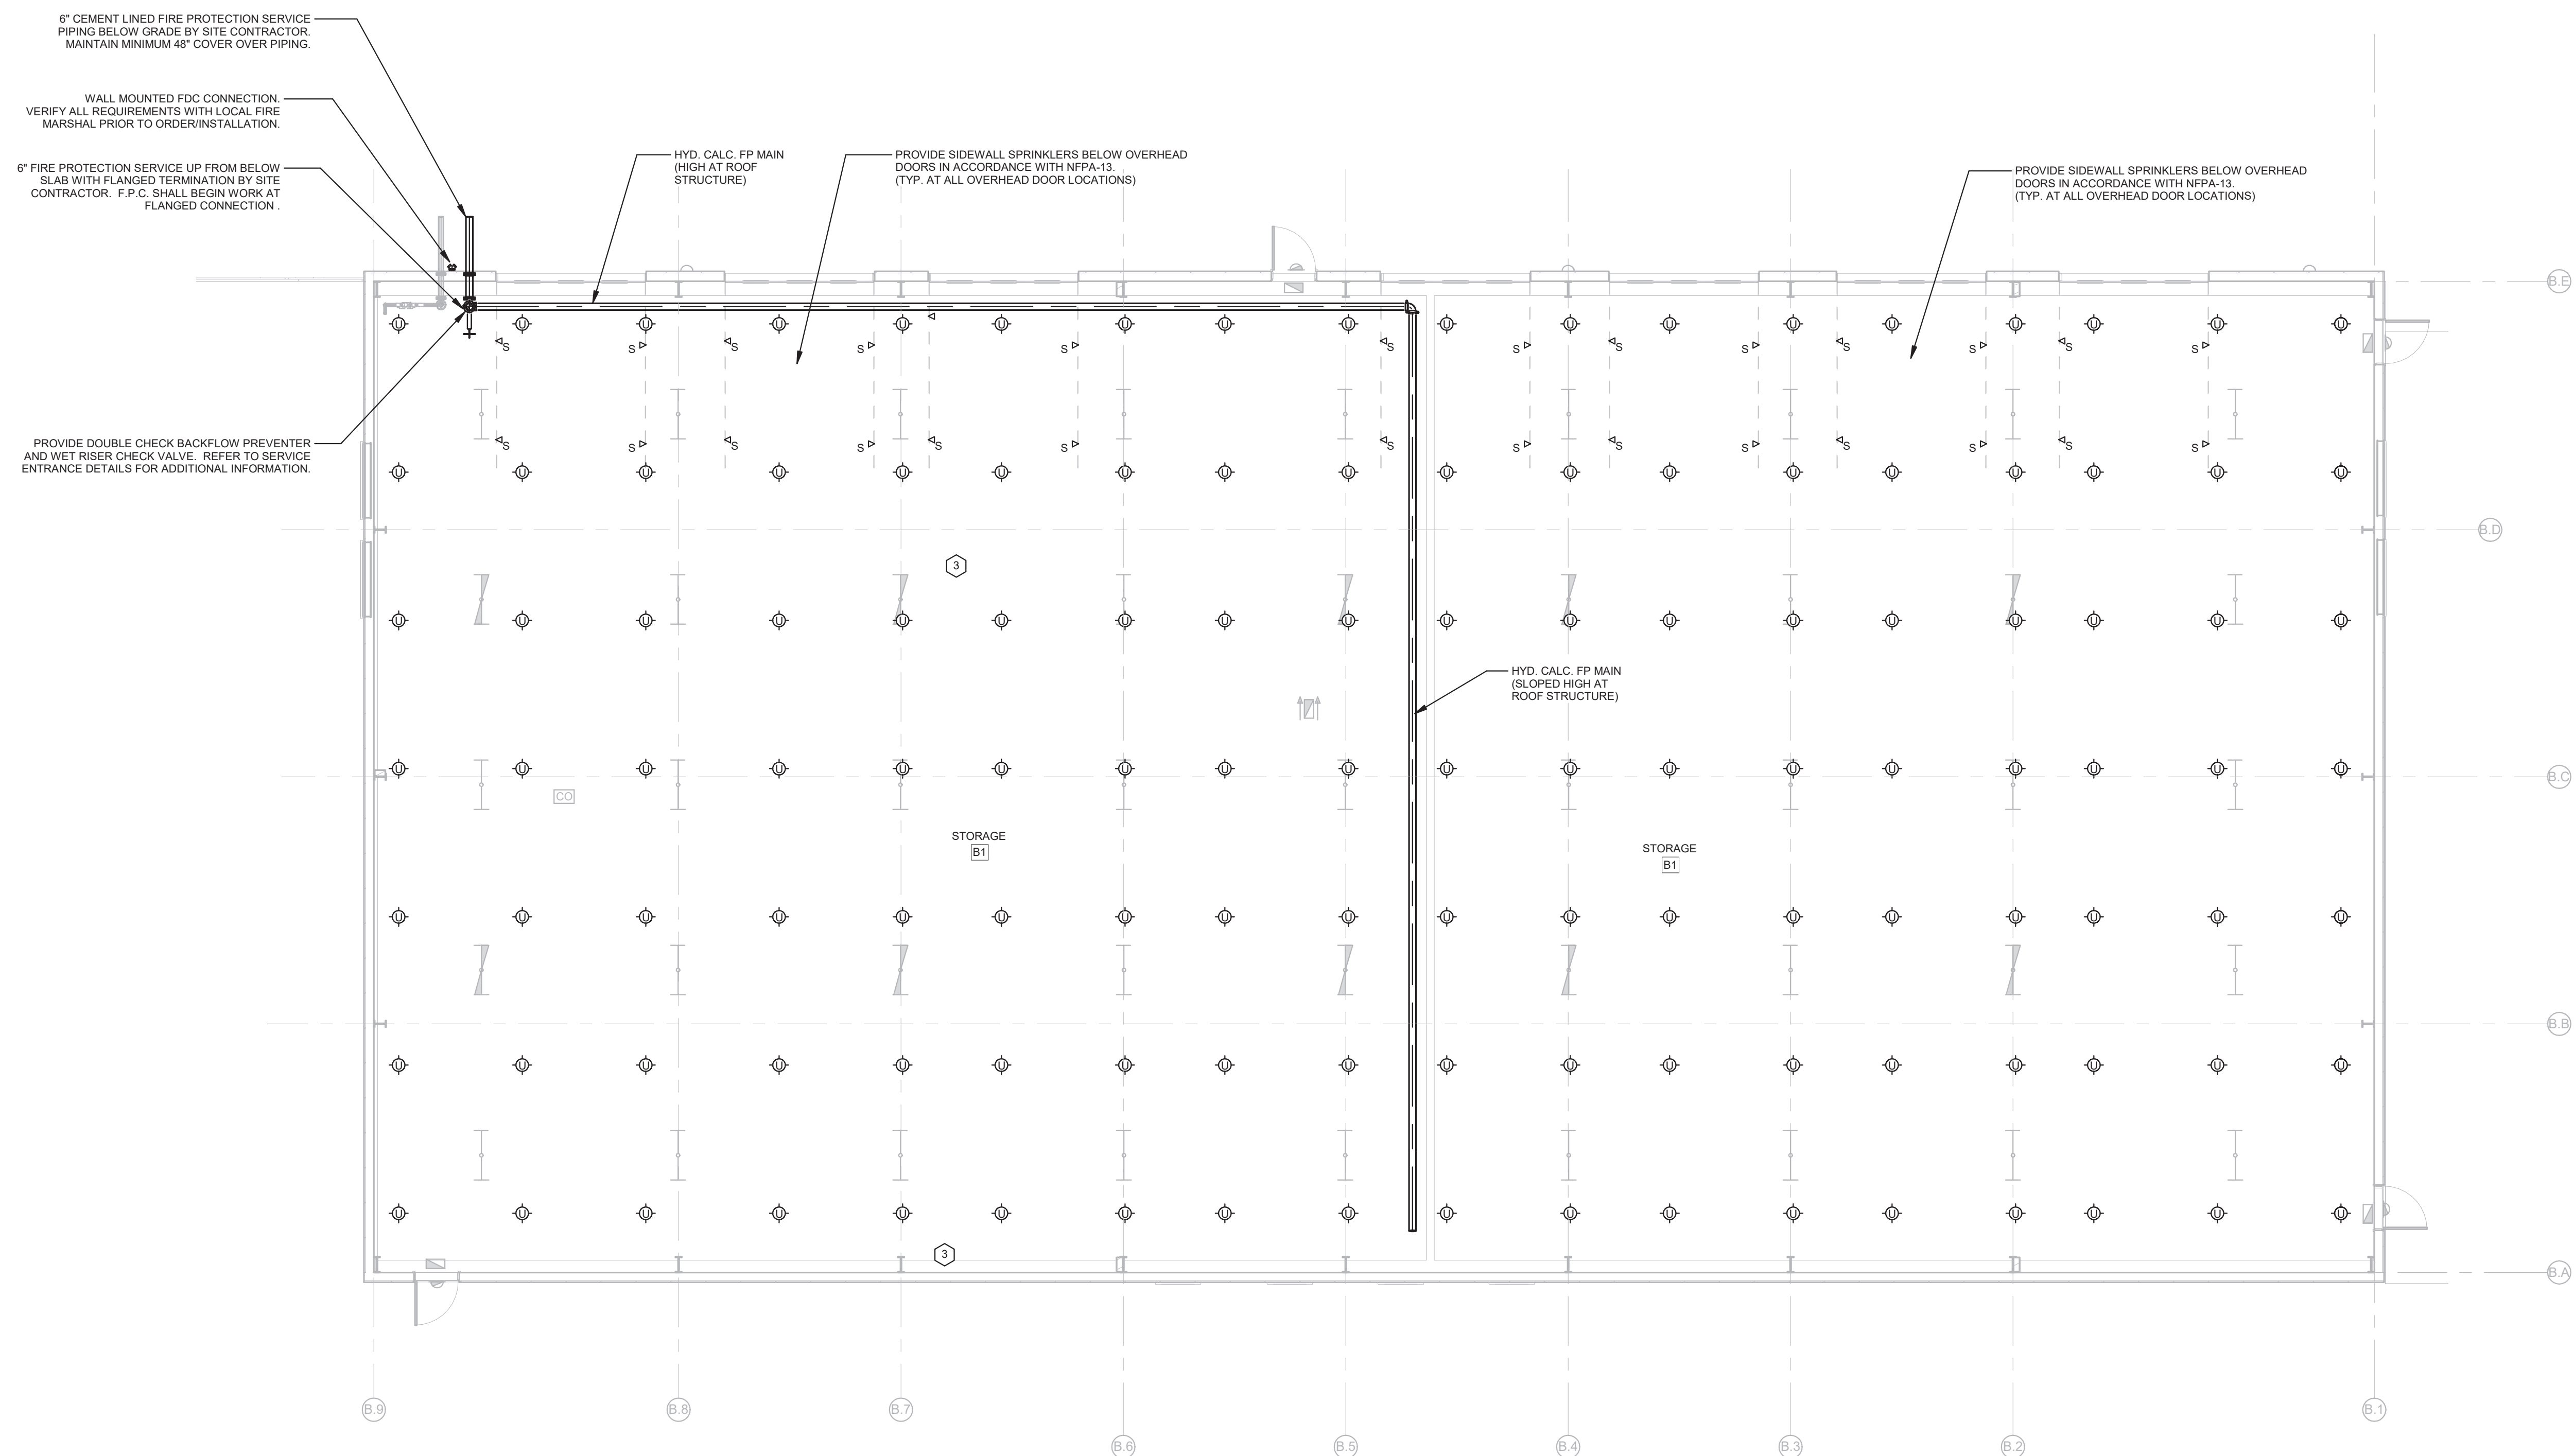 6" CEMENT LINED FIRE PROTECTION SERVICE
PIPING BELOW GRADE BY SITE CONTRACTOR.
MAINTAIN MINIMUM 48" COVER OVER PIPING.
WALL MOUNTED FDC CONNECTION.
VERIFY ALL REQUIREMENTS WITH LOCAL FIRE
MARSHAL PRIOR TO ORDER/INSTALLATION.
6" FIRE PROTECTION SERVICE UP FROM BELOW
SLAB WITH FLANGED TERMINATION BY SITE
CONTRACTOR. F.P.C. SHALL BEGIN WORK AT
FLANGED CONNECTION .
HYD. CALC. FP MAIN
(HIGH AT ROOF
STRUCTURE)
PROVIDE SIDEWALL SPRINKLERS BELOW OVERHEAD
DOORS IN ACCORDANCE WITH NFPA-13.
(TYP. AT ALL OVERHEAD DOOR LOCATIONS)
PROVIDE SIDEWALL SPRINKLERS BELOW OVERHEAD
DOORS IN ACCORDANCE WITH NFPA-13.
(TYP. AT ALL OVERHEAD DOOR LOCATIONS)
B.E
U U U U U U U U U U U U U U U U U U
S S S S S S S S S S S S S
PROVIDE DOUBLE CHECK BACKFLOW PREVENTER
AND WET RISER CHECK VALVE. REFER TO SERVICE
ENTRANCE DETAILS FOR ADDITIONAL INFORMATION.
S S S S S S S S S S S S S S
U U U U U U U U U U U U U U U U U U
B.D
3
U U U U U U U U U U U U U U U U U U
HYD. CALC. FP MAIN
(SLOPED HIGH AT
ROOF STRUCTURE)
U U U U U U U U U U U U U U U U U U
B.C
CO
STORAGE
B1
STORAGE
B1
U U U U U U U U U U U U U U U U U U
B.B
U U U U U U U U U U U U U U U U U U
U U U U U U U U U U U U U U U U U U
3
B.A
B.9
B.8
B.7
B.6
B.5
B.4
B.3
B.2
B.1